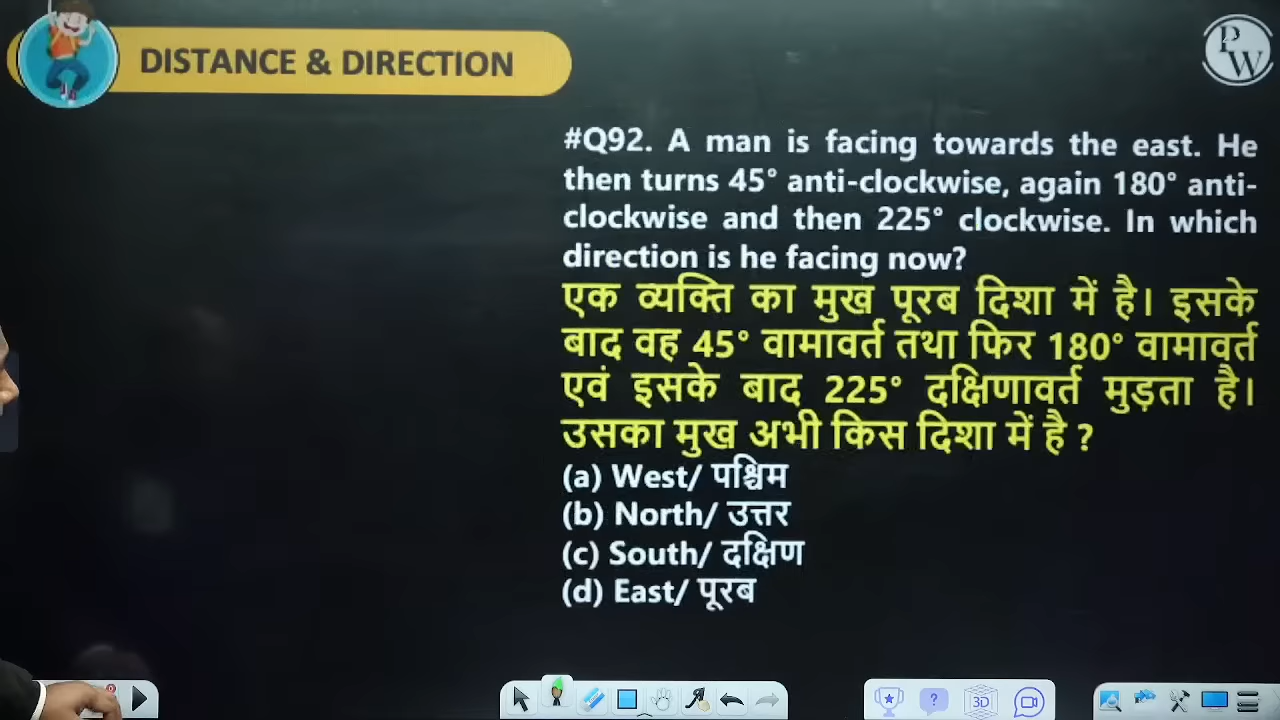 DISTANCE & DIRECTION
PW
#Q92. A man is facing towards the east. He
then turns 45° anti-clockwise, again 180° anti-
clockwise and then 225° clockwise. In which
direction is he facing now?
एक व्यक्ति का मुख पूरब दिशा में है। इसके
बाद वह 45° वामावर्त तथा फिर 180° वामावर्त
एवं इसके बाद 225° दक्षिणावर्त मुड़ता है।
उसका मुख अभी किस दिशा में है ?
(a) West/ पश्चिम
(b) North/ उत्तर
(c) South/ दक्षिण
(d) East/ पूरब
? 3D